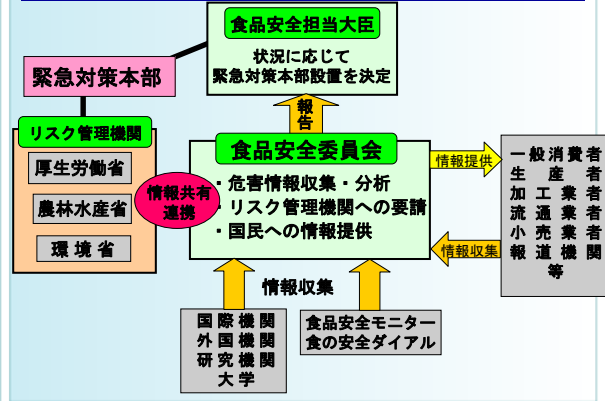 食品安全担当大臣
状況に応じて
緊急対策本部設置を決定
緊急対策本部
報告
リスク管理機関
厚生労働省
農林水産省
環境省
情報共有
連携
食品安全委員会
・危害情報収集・分析
・リスク管理機関への要請
・国民への情報提供
情報提供
情報収集
一般消費者
生産者
加工業者
流通業者
小売業者
報道機関
等
情報収集
国際機関
外国機関
研究機関
大学
食品安全モニター
食の安全ダイアル